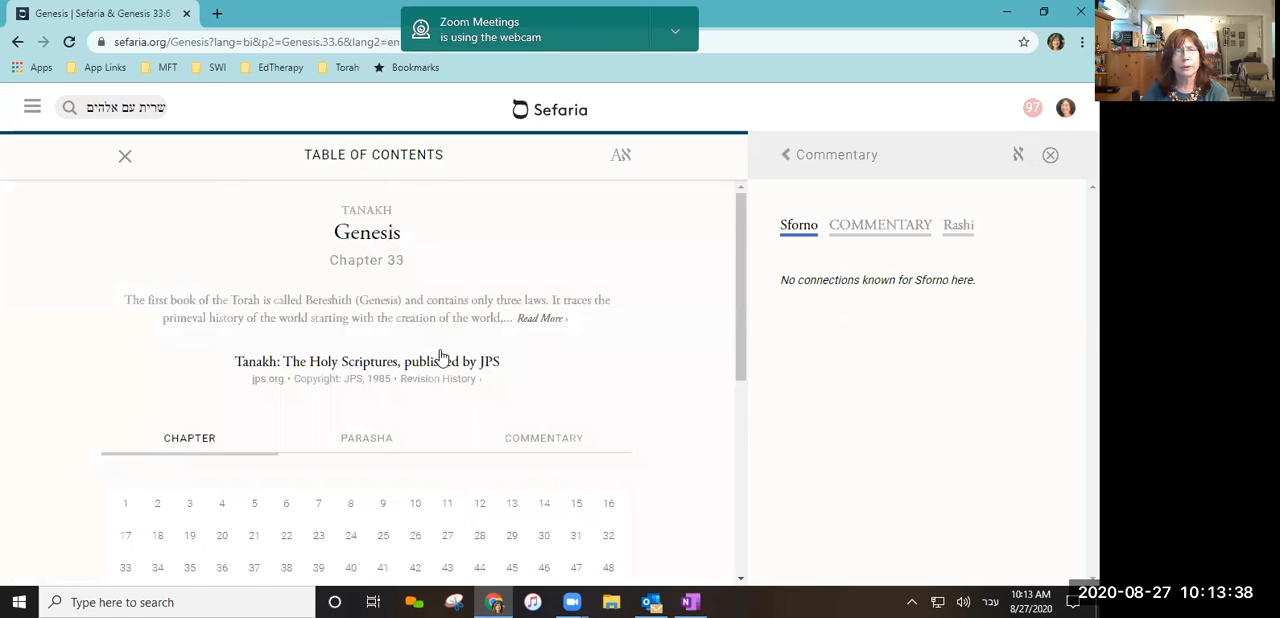 Genesis | Sefaria & Genesis 33:6
Zoom Meetings
is using the webcam
sefaria.org/Genesis?lang=bi&p2=Genesis.33.6&lang2=en
Apps
App Links
MFT
SWI
EdTherapy
Torah
Bookmarks
שרית עם אלהים
Sefaria
97
TABLE OF CONTENTS
Aא
Commentary
א
TANAKH
Genesis
Chapter 33
The first book of the Torah is called Bereshith (Genesis) and contains only three laws. It traces the
primeval history of the world starting with the creation of the world,... Read More ›
Tanakh: The Holy Scriptures, published by JPS
jps.org • Copyright: JPS, 1985 • Revision History ›
CHAPTER PARASHA COMMENTARY
1 2 3 4 5 6 7 8 9 10 11 12 13 14 15 16
17 18 19 20 21 22 23 24 25 26 27 28 29 30 31 32
33 34 35 36 37 38 39 40 41 42 43 44 45 46 47 48
Sforno COMMENTARY Rashi
No connections known for Sforno here.
Type here to search
עבר
10:13 AM
8/27/2020
2020-08-27 10:13:38